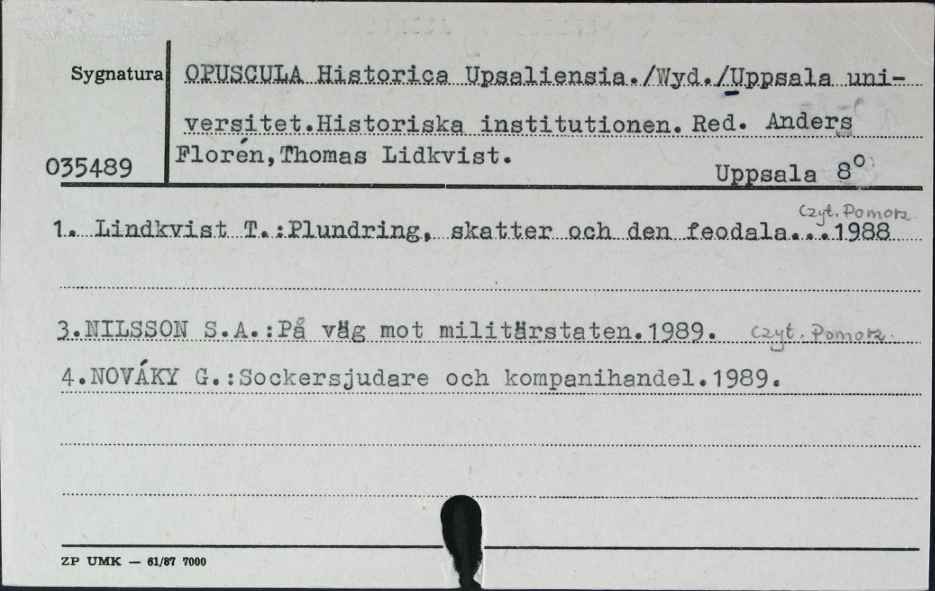 Sygnatura OPUSCULA Historica Upsaliensia./Wyd./Uppsala uni-
versitet.Historiska institutionen. Red. Anders
035489 Florén,Thomas Lidkvist.
Uppsala 8°
Czyt. Pomorz.
1. Lindkvist T.:Plundring, skatter och den feodala...1988
3.NILSSON S.A.:På väg mot militärstaten.1989. Czyt. Pomorz.
4.NOVÁKY G.:Sockersjudare och kompanihandel.1989.
ZP UMK — 61/87 7000